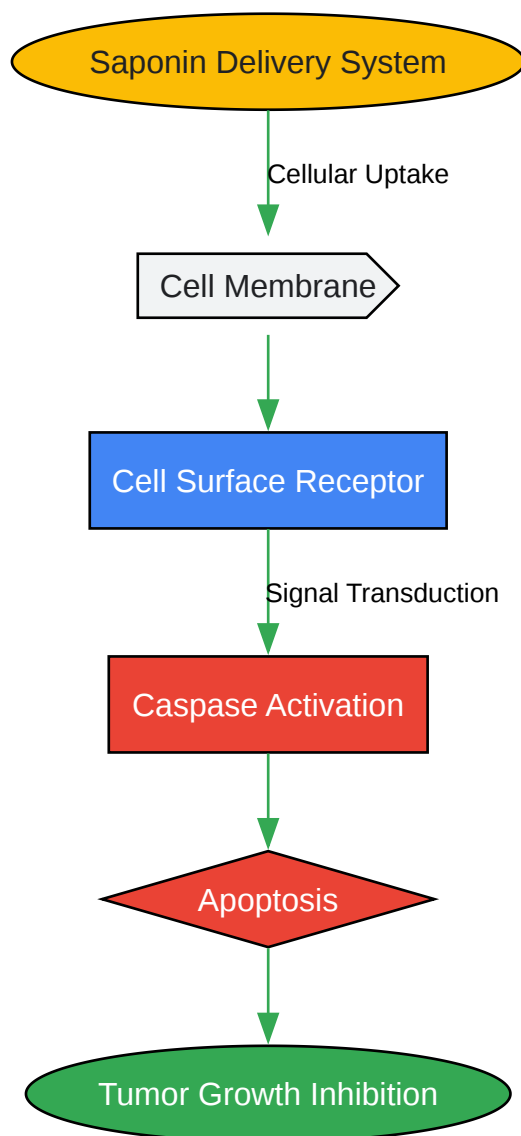 Saponin Delivery System
Cellular Uptake
Cell Membrane
Cell Surface Receptor
Signal Transduction
Caspase Activation
Apoptosis
Tumor Growth Inhibition